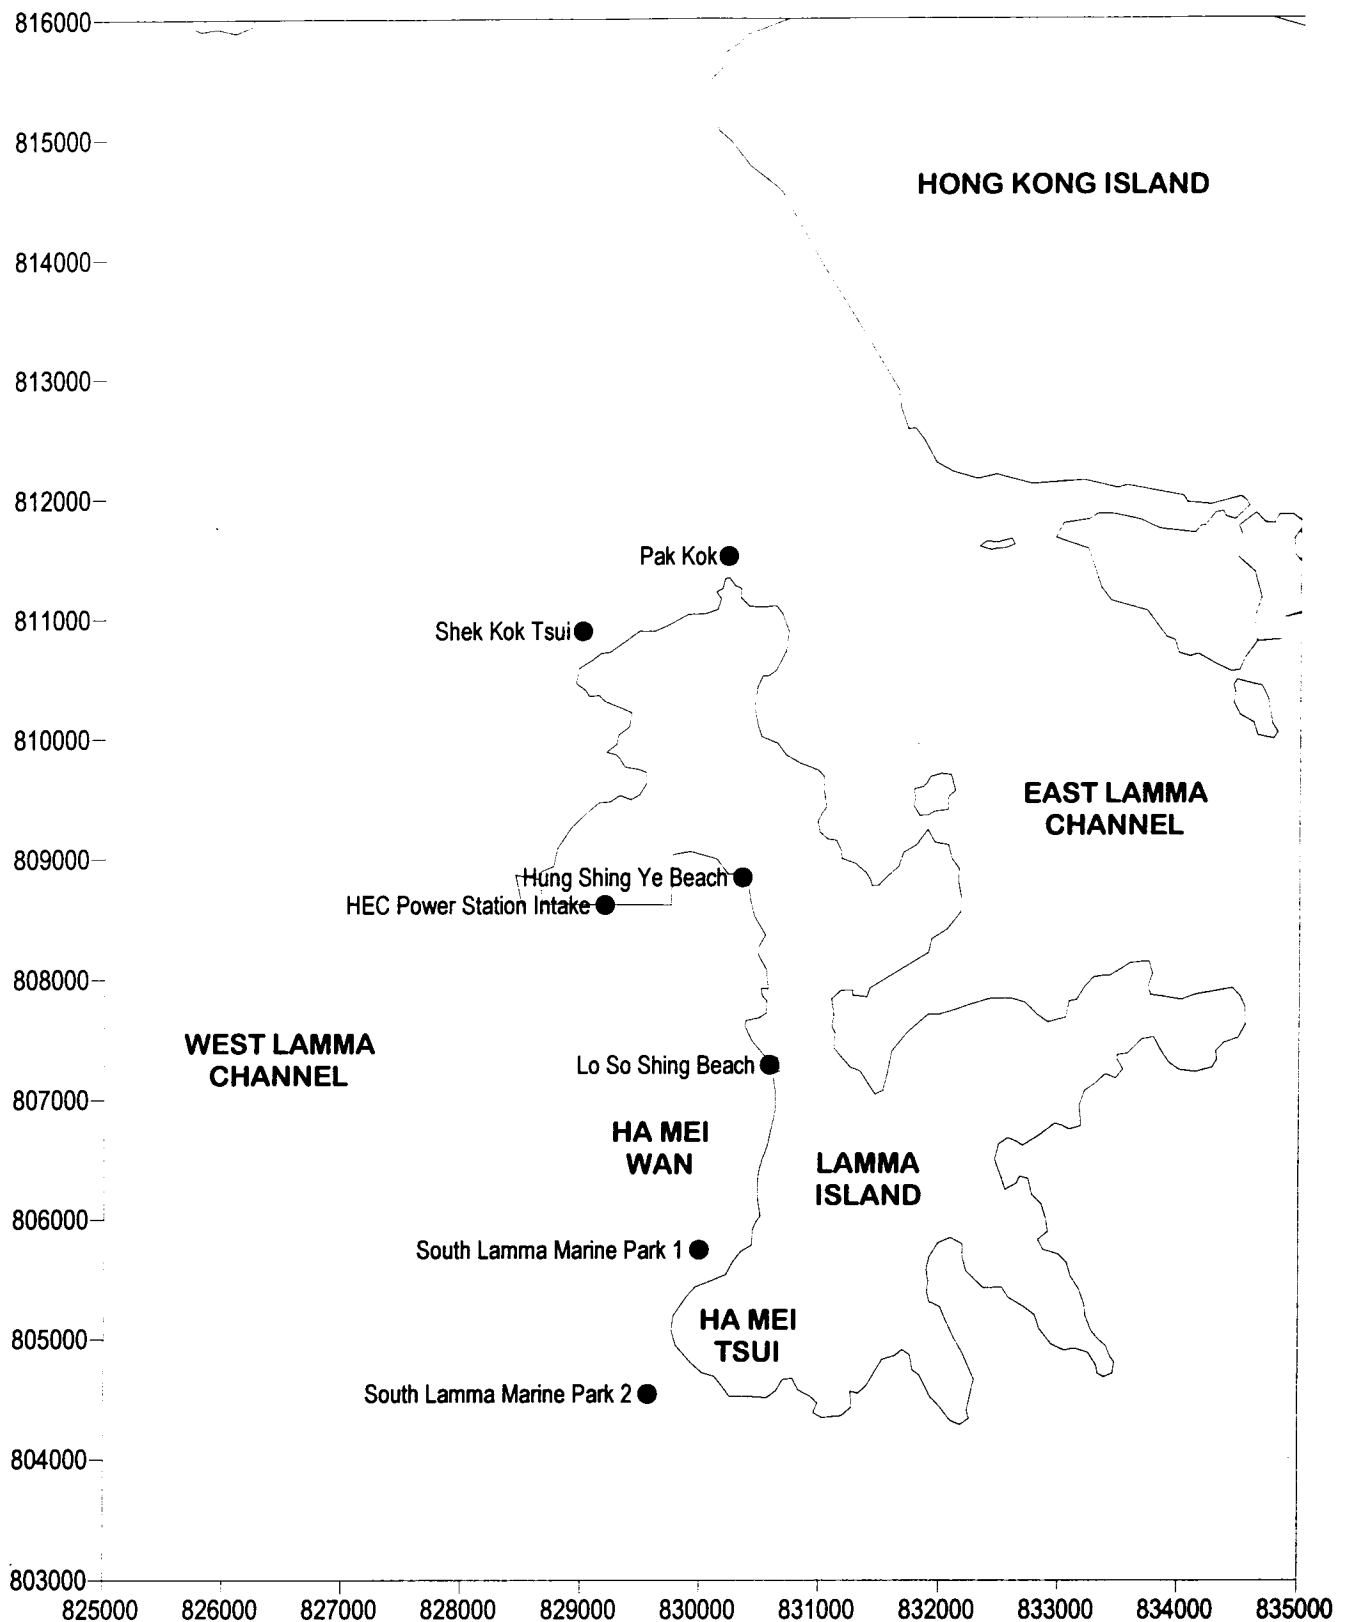 816000
815000
HONG KONG ISLAND
814000
813000
812000
Pak Kok
811000
Shek Kok Tsui
810000
EAST LAMMA
CHANNEL
809000
Hung Shing Ye Beach
HEC Power Station Intake
808000
WEST LAMMA
CHANNEL
Lo So Shing Beach
807000
HA MEI
WAN
LAMMA
ISLAND
806000
South Lamma Marine Park 1
805000
HA MEI
TSUI
South Lamma Marine Park 2
804000
803000
825000 826000 827000 828000 829000 830000 831000 832000 833000 834000 835000